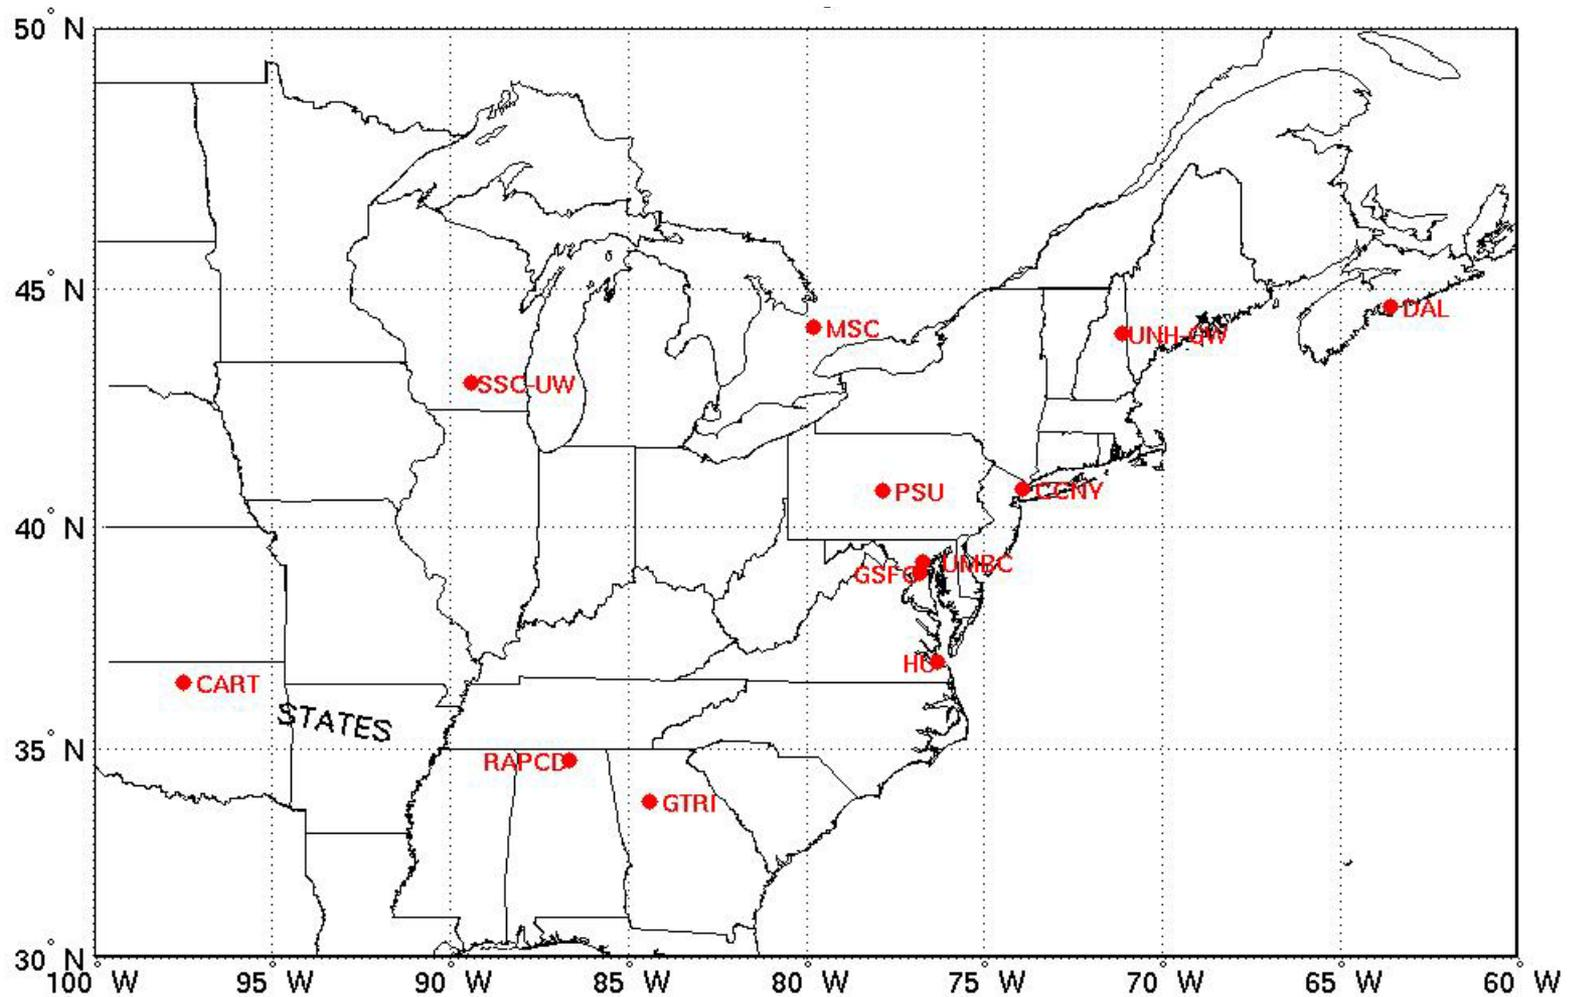 50° N
45° N
40° N
35° N
30° N
100° W
95° W
90° W
85° W
80° W
75° W
70° W
65° W
60° W
DAL
MSC
UNH-GW
SSC-UW
PSU
CCNY
UMBC
GSFC
HU
CART
STATES
RAPCD
GTRI